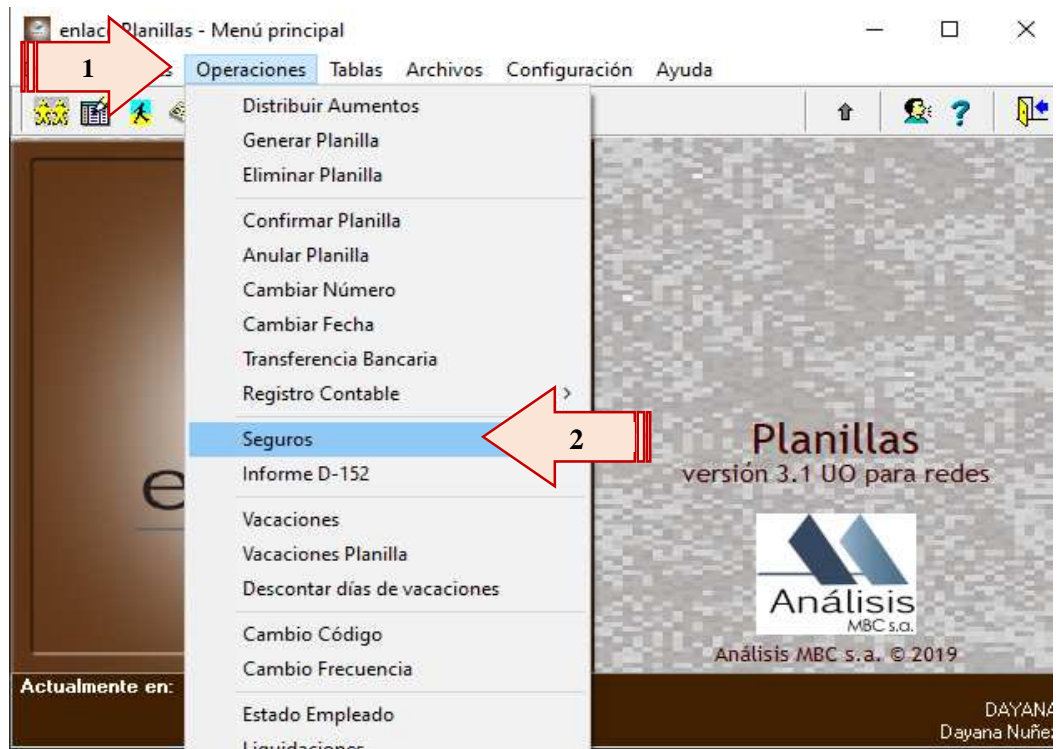 enlace Planillas - Menú principal
1
Operaciones Tablas Archivos Configuración Ayuda
Distribuir Aumentos
Generar Planilla
Eliminar Planilla
Confirmar Planilla
Anular Planilla
Cambiar Número
Cambiar Fecha
Transferencia Bancaria
Registro Contable >
Seguros
2
Informe D-152
Vacaciones
Vacaciones Planilla
Descontar días de vacaciones
Cambio Código
Cambio Frecuencia
Estado Empleado
Liquidaciones
e
Planillas
versión 3.1 UO para redes
Análisis
MBC s.a.
Análisis MBC s. a. © 2019
Actualmente en:
DAYANA
Dayana Nuñez